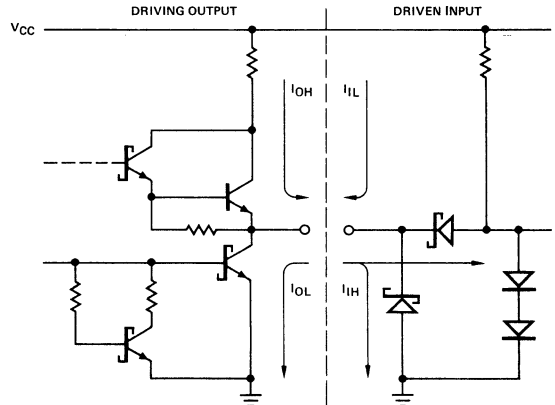 DRIVING OUTPUT
DRIVEN INPUT
VCC
IOH
IIL
IOL
IIH